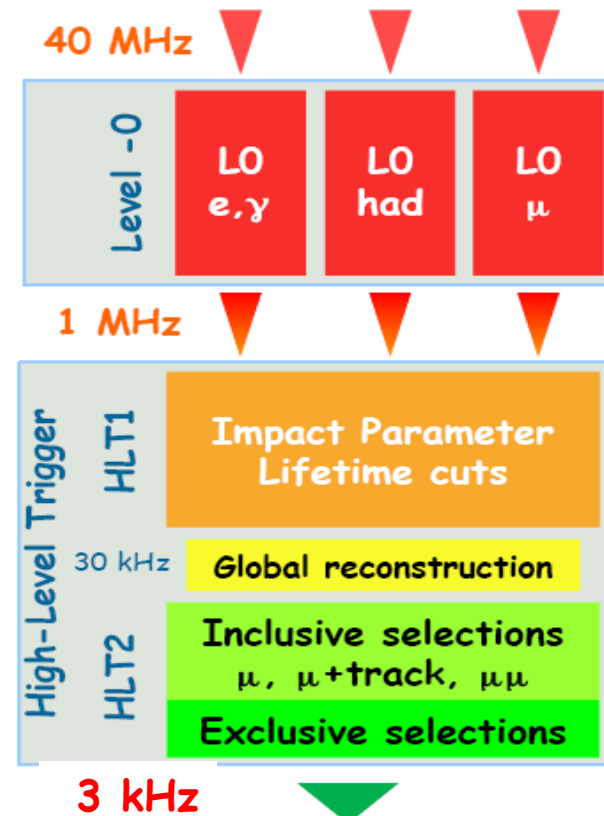 40 MHz
Level -0
L0
e,γ
L0
had
L0
μ
1 MHz
High-Level Trigger
HLT1
Impact Parameter
Lifetime cuts
30 kHz
Global reconstruction
HLT2
Inclusive selections
μ, μ+track, μμ
Exclusive selections
3 kHz